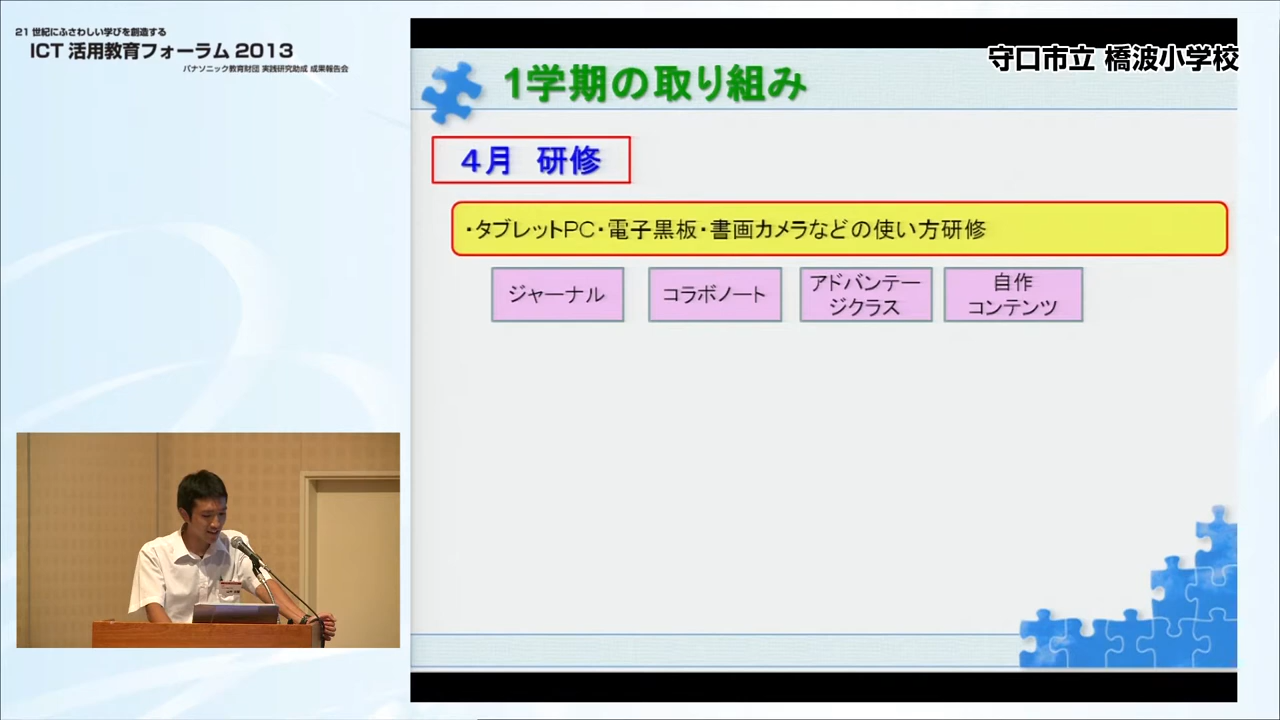 21 世紀にふさわしい学びを創造する
ICT 活用教育フォーラム 2013
パナソニック教育財団 実践研究助成 成果報告会
守口市立 橋波小学校
1学期の取り組み
４月　研修
・タブレットPC・電子黒板・書画カメラなどの使い方研修
ジャーナル
コラボノート
アドバンテー
ジクラス
自作
コンテンツ